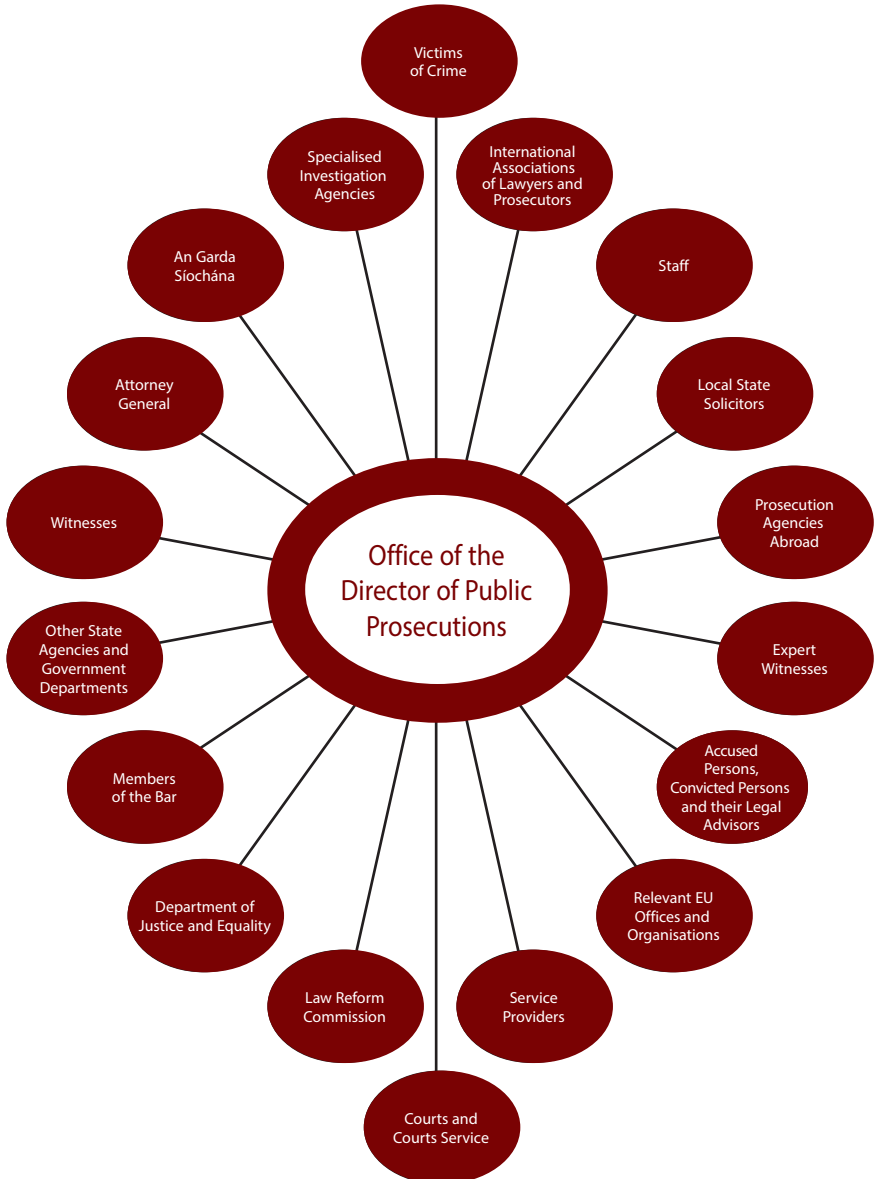 Victims
of Crime
Specialised
Investigation
Agencies
International
Associations
of Lawyers and
Prosecutors
An Garda
Síochána
Staff
Attorney
General
Local State
Solicitors
Witnesses
Prosecution
Agencies
Abroad
Office of the
Director of Public
Prosecutions
Other State
Agencies and
Government
Departments
Expert
Witnesses
Members
of the Bar
Accused
Persons,
Convicted Persons
and their Legal
Advisors
Department of
Justice and Equality
Relevant EU
Offices and
Organisations
Law Reform
Commission
Service
Providers
Courts and
Courts Service